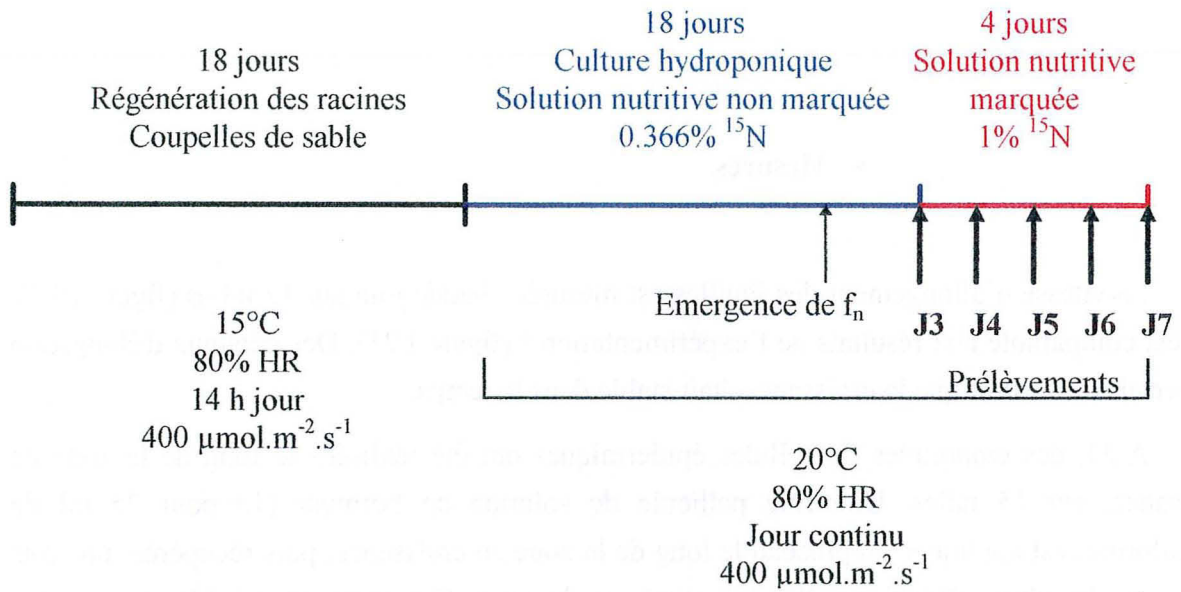 18 jours
Régénération des racines
Coupelles de sable
18 jours
Culture hydroponique
Solution nutritive non marquée
0.366% ¹⁵N
4 jours
Solution nutritive
marquée
1% ¹⁵N
Emergence de fₙ
J3 J4 J5 J6 J7
Prélèvements
15°C
80% HR
14 h jour
400 µmol.m⁻².s⁻¹
20°C
80% HR
Jour continu
400 µmol.m⁻².s⁻¹